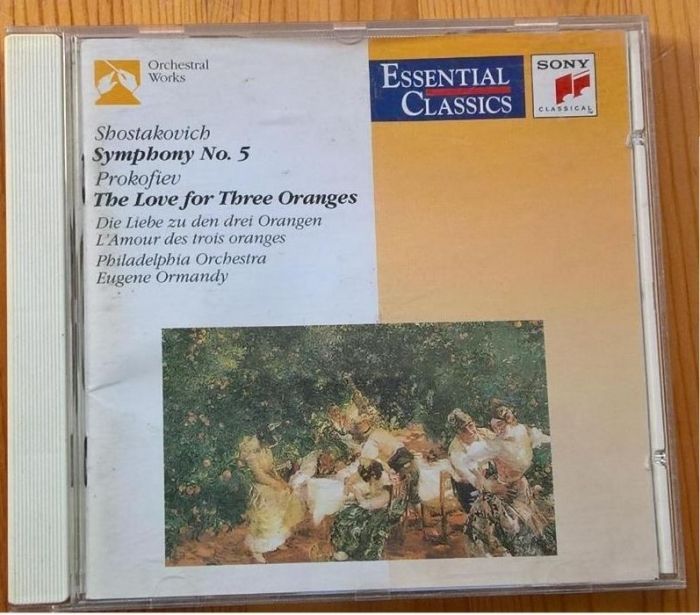 Orchestral
Works
ESSENTIAL
CLASSICS
SONY
CLASSICAL™
Shostakovich
Symphony No. 5
Prokofiev
The Love for Three Oranges
Die Liebe zu den drei Orangen
L'Amour des trois oranges
Philadelphia Orchestra
Eugene Ormandy